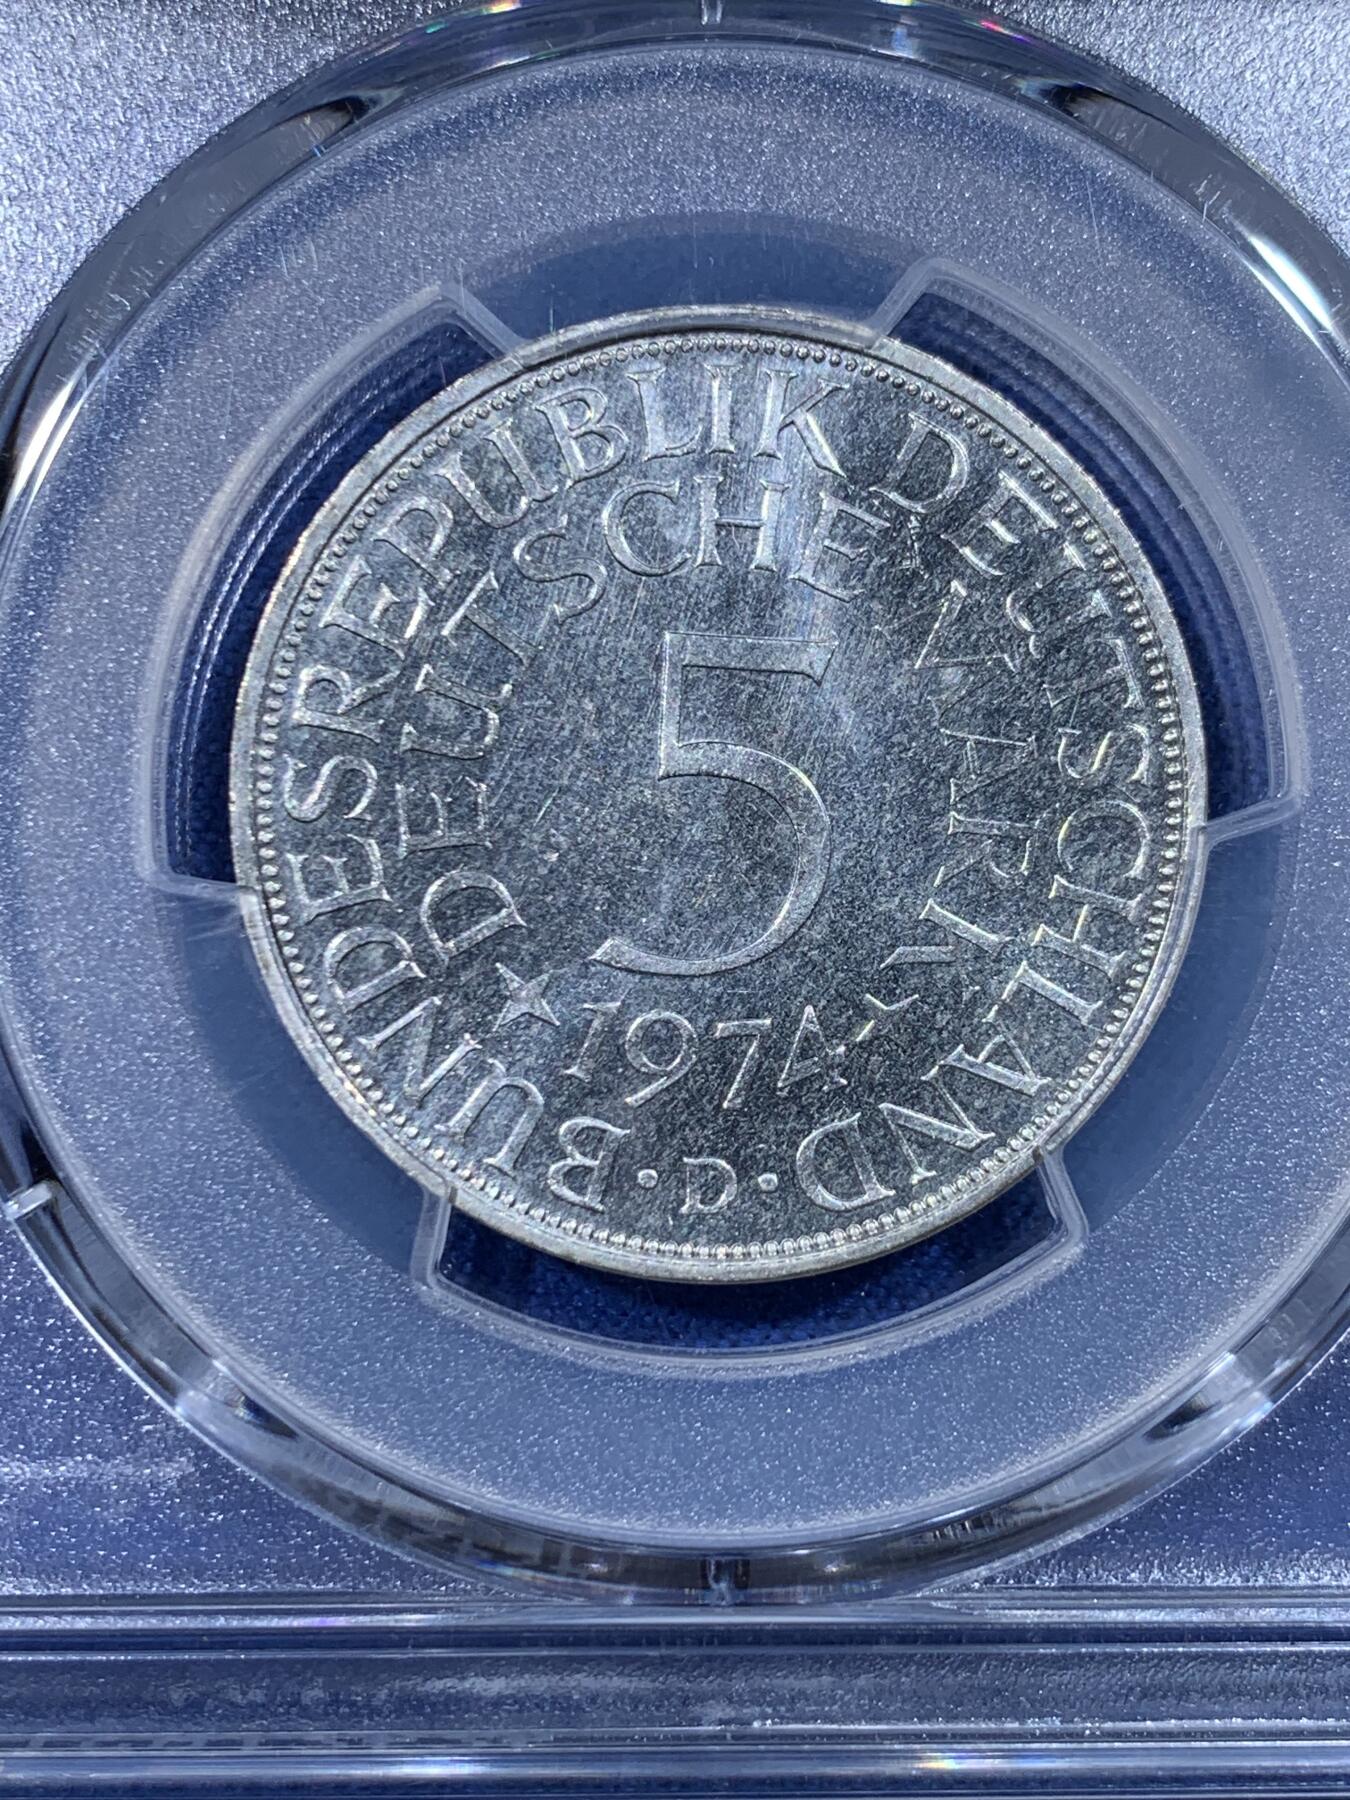 BUNDESREPUBLIK DEUTSCHLAND
DEUTSCHE MARK
5
1974
· D ·